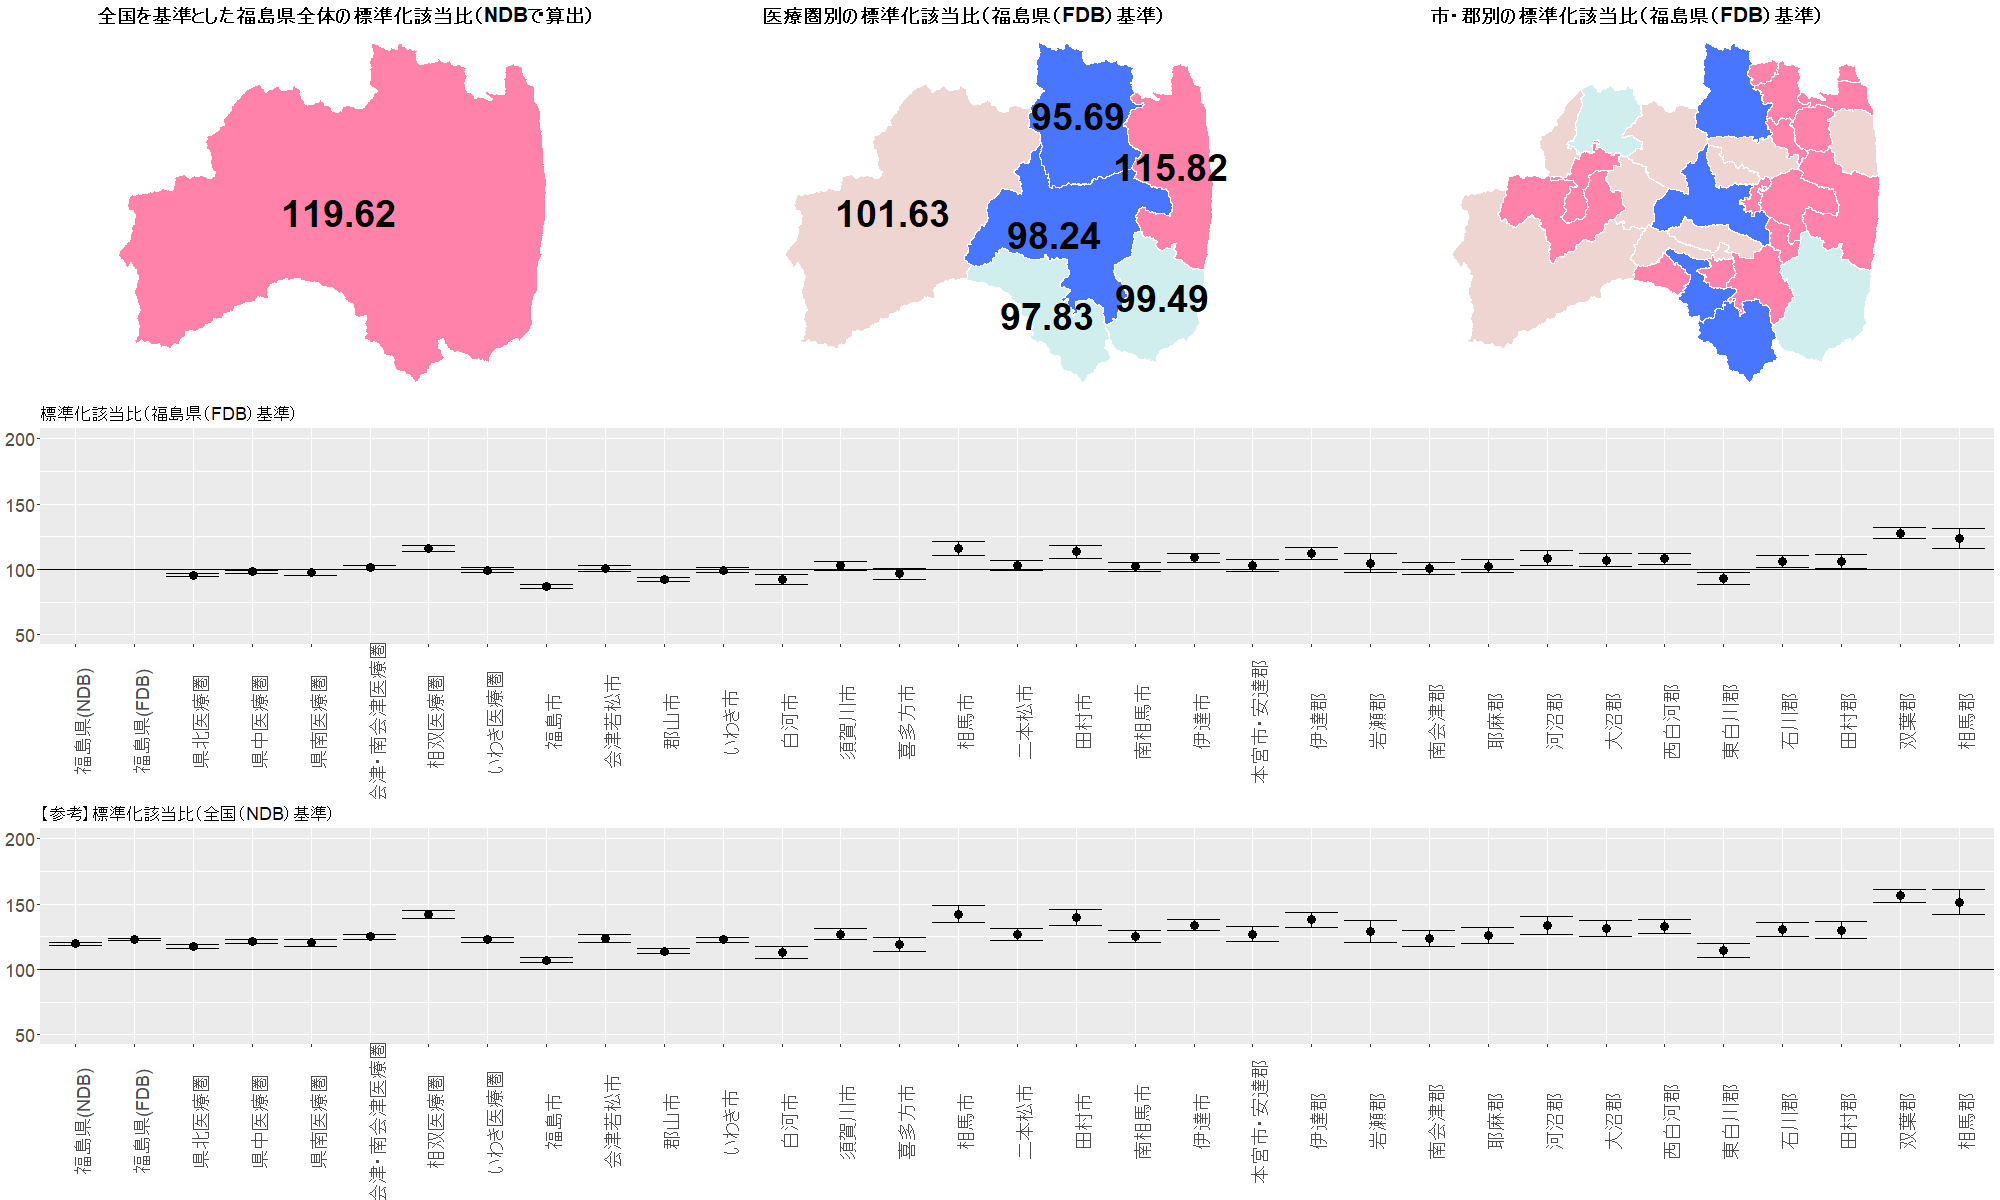 全国を基準とした福島県全体の標準化該当比（NDBで算出）
医療圏別の標準化該当比（福島県（FDB）基準）
市・郡別の標準化該当比（福島県（FDB）基準）
119.62
95.69
115.82
101.63
98.24
97.83
99.49
標準化該当比（福島県（FDB）基準）
200
150
100
50
福島県(NDB)
福島県(FDB)
県北医療圏
県中医療圏
県南医療圏
会津・南会津医療圏
相双医療圏
いわき医療圏
福島市
会津若松市
郡山市
いわき市
白河市
須賀川市
喜多方市
相馬市
二本松市
田村市
南相馬市
伊達市
本宮市・安達郡
伊達郡
岩瀬郡
南会津郡
耶麻郡
河沼郡
大沼郡
西白河郡
東白川郡
石川郡
田村郡
双葉郡
相馬郡
【参考】標準化該当比（全国（NDB）基準）
200
150
100
50
福島県(NDB)
福島県(FDB)
県北医療圏
県中医療圏
県南医療圏
会津・南会津医療圏
相双医療圏
いわき医療圏
福島市
会津若松市
郡山市
いわき市
白河市
須賀川市
喜多方市
相馬市
二本松市
田村市
南相馬市
伊達市
本宮市・安達郡
伊達郡
岩瀬郡
南会津郡
耶麻郡
河沼郡
大沼郡
西白河郡
東白川郡
石川郡
田村郡
双葉郡
相馬郡